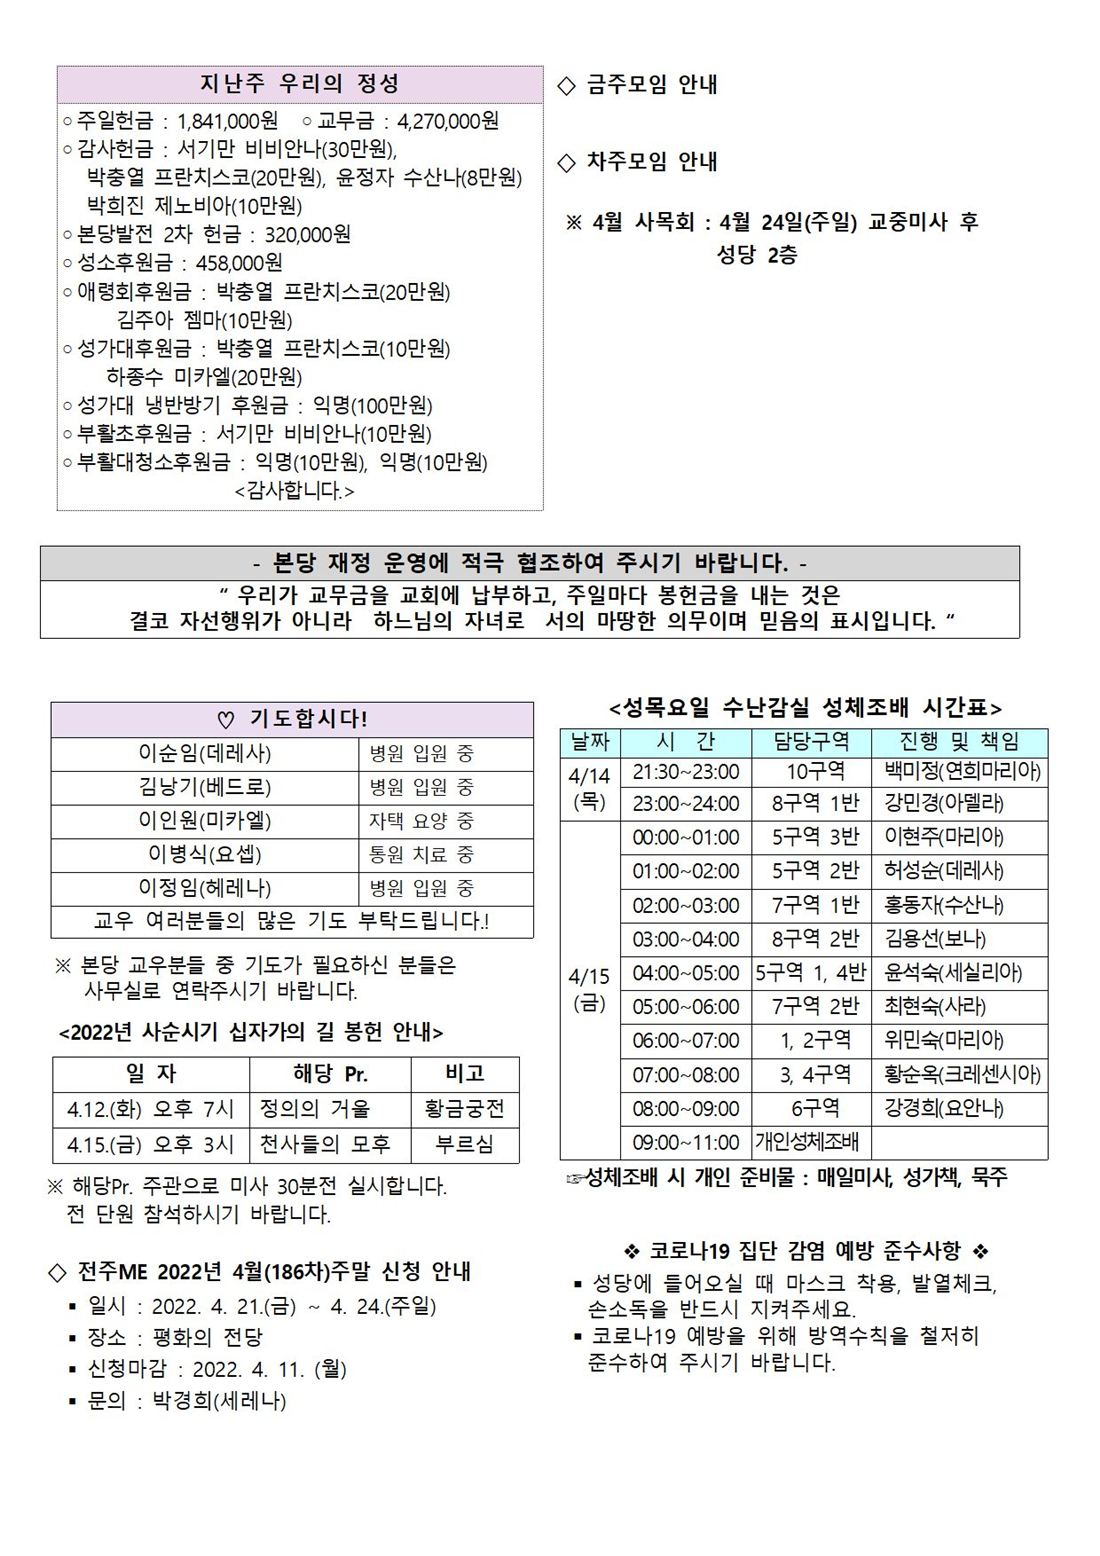 지난주 우리의 정성
○ 주일헌금 : 1,841,000원 ○ 교무금 : 4,270,000원
○ 감사헌금 : 서기만 비비안나(30만원),
박충열 프란치스코(20만원), 윤정자 수산나(8만원)
박희진 제노비아(10만원)
○ 본당발전 2차 헌금 : 320,000원
○ 성소후원금 : 458,000원
○ 애령회후원금 : 박충열 프란치스코(20만원)
김주아 젬마(10만원)
○ 성가대후원금 : 박충열 프란치스코(10만원)
하종수 미카엘(20만원)
○ 성가대 냉반방기 후원금 : 익명(100만원)
○ 부활초후원금 : 서기만 비비안나(10만원)
○ 부활대청소후원금 : 익명(10만원), 익명(10만원)
<감사합니다.>
◇ 금주모임 안내
◇ 차주모임 안내
※ 4월 사목회 : 4월 24일(주일) 교중미사 후
성당 2층
- 본당 재정 운영에 적극 협조하여 주시기 바랍니다. -
“ 우리가 교무금을 교회에 납부하고, 주일마다 봉헌금을 내는 것은
결코 자선행위가 아니라 하느님의 자녀로 서의 마땅한 의무이며 믿음의 표시입니다. “
♡ 기도합시다!
이순임(데레사) 병원 입원 중
김낭기(베드로) 병원 입원 중
이인원(미카엘) 자택 요양 중
이병식(요셉) 통원 치료 중
이정임(헤레나) 병원 입원 중
교우 여러분들의 많은 기도 부탁드립니다.!
※ 본당 교우분들 중 기도가 필요하신 분들은
사무실로 연락주시기 바랍니다.
<2022년 사순시기 십자가의 길 봉헌 안내>
일 자 해당 Pr. 비고
4.12.(화) 오후 7시 정의의 거울 황금궁전
4.15.(금) 오후 3시 천사들의 모후 부르심
※ 해당Pr. 주관으로 미사 30분전 실시합니다.
전 단원 참석하시기 바랍니다.
◇ 전주ME 2022년 4월(186차)주말 신청 안내
▪ 일시 : 2022. 4. 21.(금) ~ 4. 24.(주일)
▪ 장소 : 평화의 전당
▪ 신청마감 : 2022. 4. 11. (월)
▪ 문의 : 박경희(세레나)
<성목요일 수난감실 성체조배 시간표>
날짜 시 간 담당구역 진행 및 책임
4/14 (목) 21:30~23:00 10구역 백미정(연희마리아)
23:00~24:00 8구역 1반 강민경(아델라)
4/15 (금) 00:00~01:00 5구역 3반 이현주(마리아)
01:00~02:00 5구역 2반 허성순(데레사)
02:00~03:00 7구역 1반 홍동자(수산나)
03:00~04:00 8구역 2반 김용선(보나)
04:00~05:00 5구역 1, 4반 윤석숙(세실리아)
05:00~06:00 7구역 2반 최현숙(사라)
06:00~07:00 1, 2구역 위민숙(마리아)
07:00~08:00 3, 4구역 황순옥(크레센시아)
08:00~09:00 6구역 강경희(요안나)
09:00~11:00 개인성체조배
☞성체조배 시 개인 준비물 : 매일미사, 성가책, 묵주
❖ 코로나19 집단 감염 예방 준수사항 ❖
▪ 성당에 들어오실 때 마스크 착용, 발열체크,
손소독을 반드시 지켜주세요.
▪ 코로나19 예방을 위해 방역수칙을 철저히
준수하여 주시기 바랍니다.